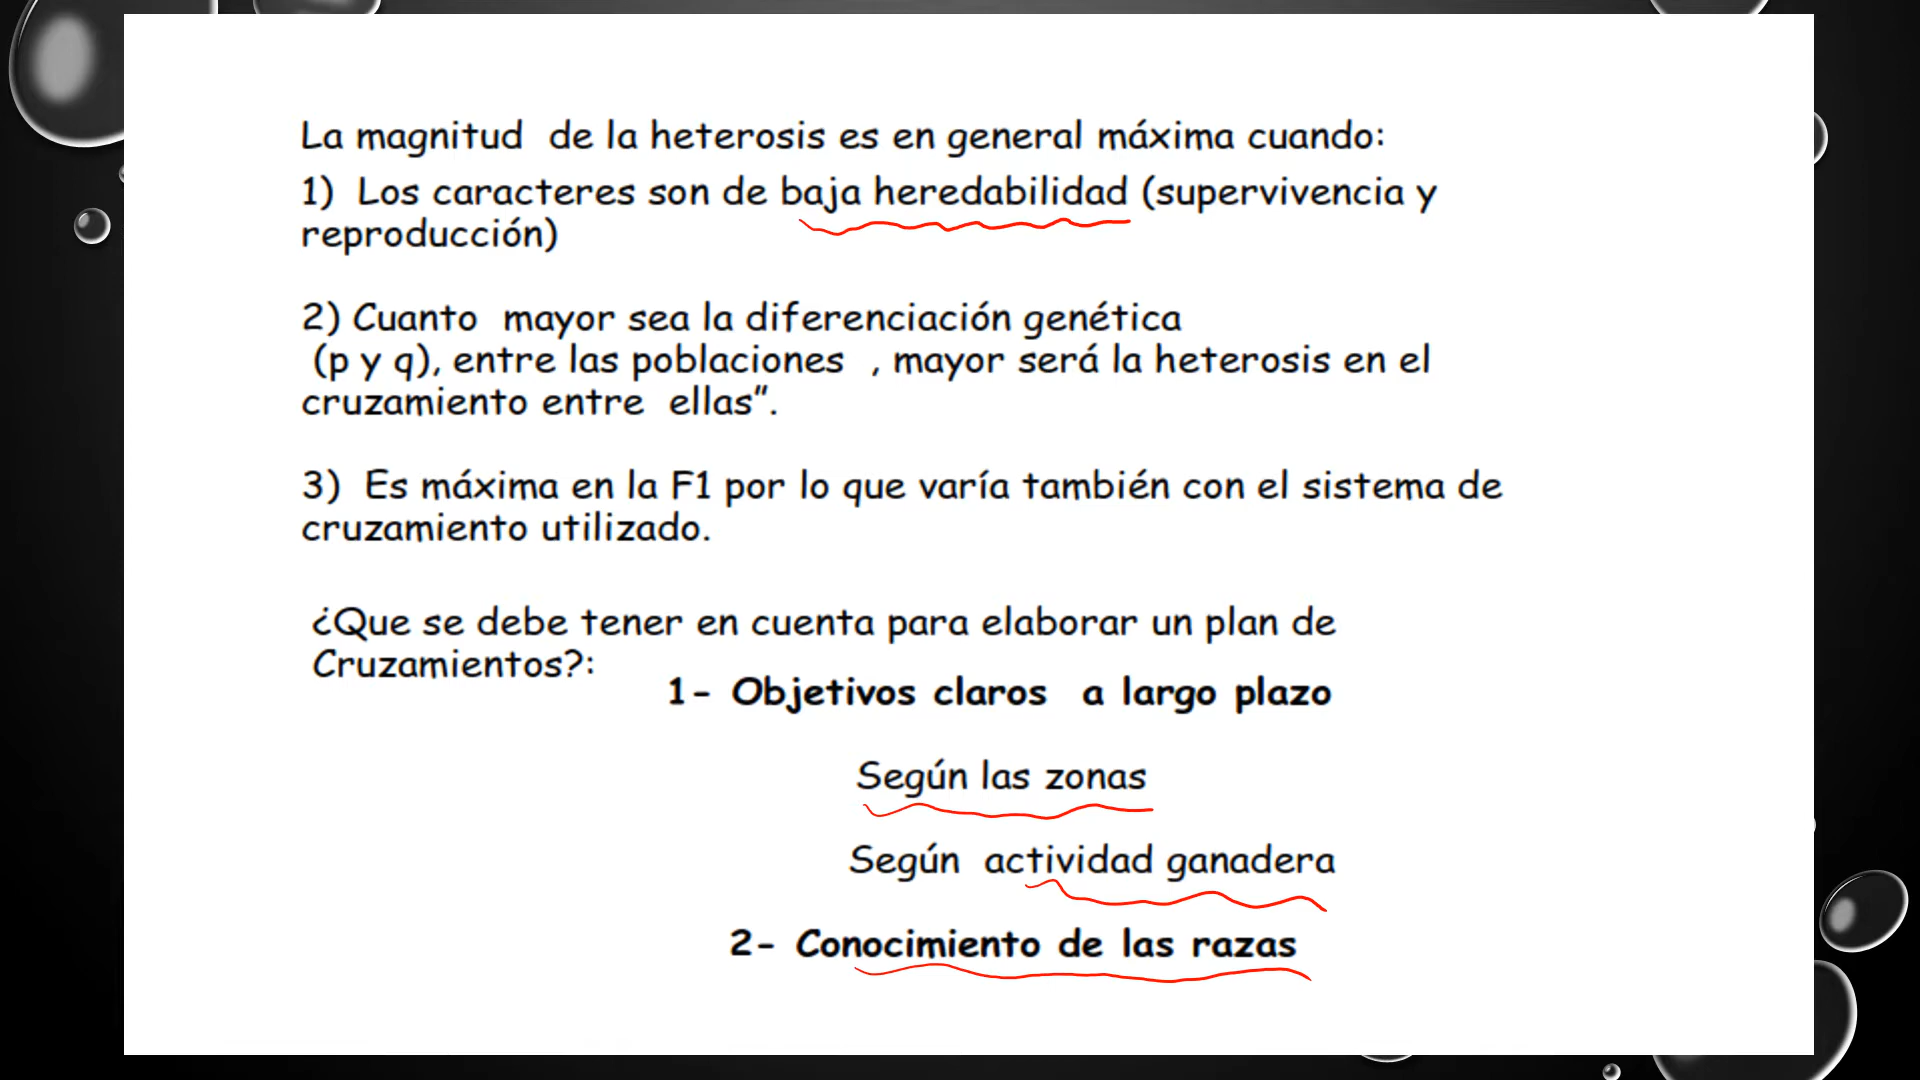 La magnitud de la heterosis es en general máxima cuando:
1) Los caracteres son de baja heredabilidad (supervivencia y
reproducción)
2) Cuanto mayor sea la diferenciación genética
(p y q), entre las poblaciones , mayor será la heterosis en el
cruzamiento entre ellas”.
3) Es máxima en la F1 por lo que varía también con el sistema de
cruzamiento utilizado.
¿Que se debe tener en cuenta para elaborar un plan de
Cruzamientos?:
1- Objetivos claros a largo plazo
Según las zonas
Según actividad ganadera
2- Conocimiento de las razas